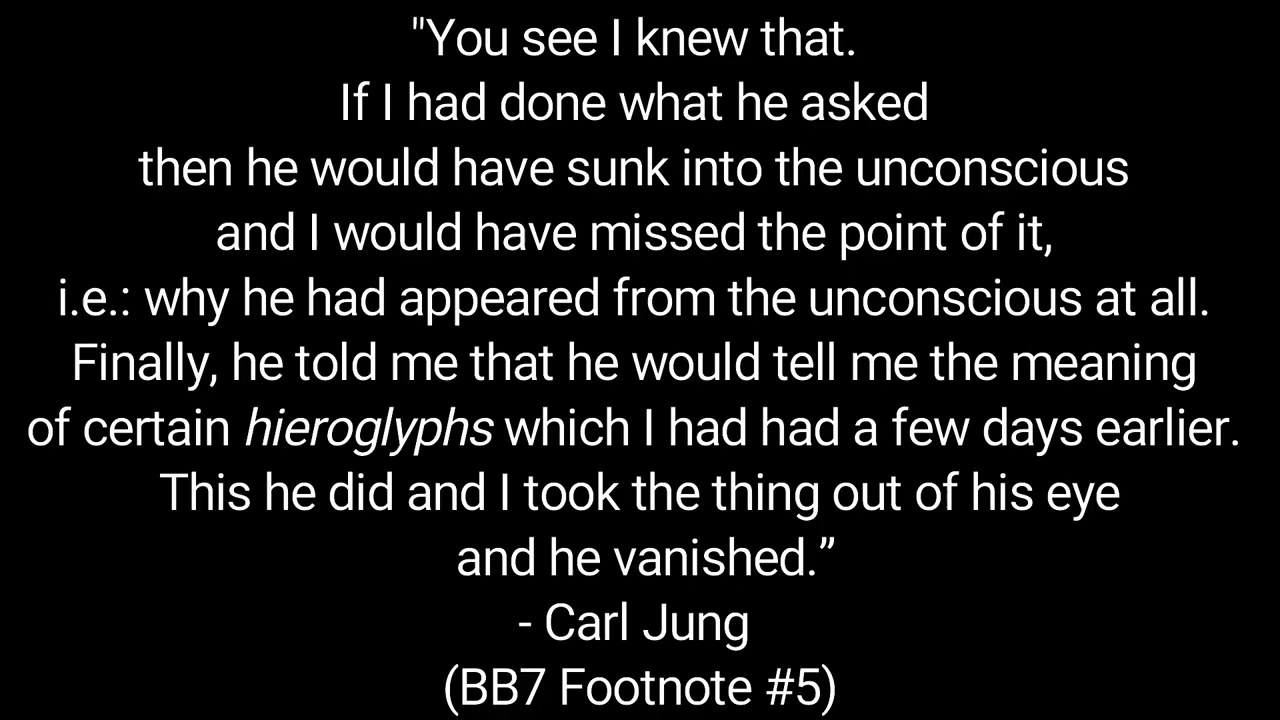 "You see I knew that.
If I had done what he asked
then he would have sunk into the unconscious
and I would have missed the point of it,
i.e.: why he had appeared from the unconscious at all.
Finally, he told me that he would tell me the meaning
of certain hieroglyphs which I had had a few days earlier.
This he did and I took the thing out of his eye
and he vanished.”
- Carl Jung
(BB7 Footnote #5)